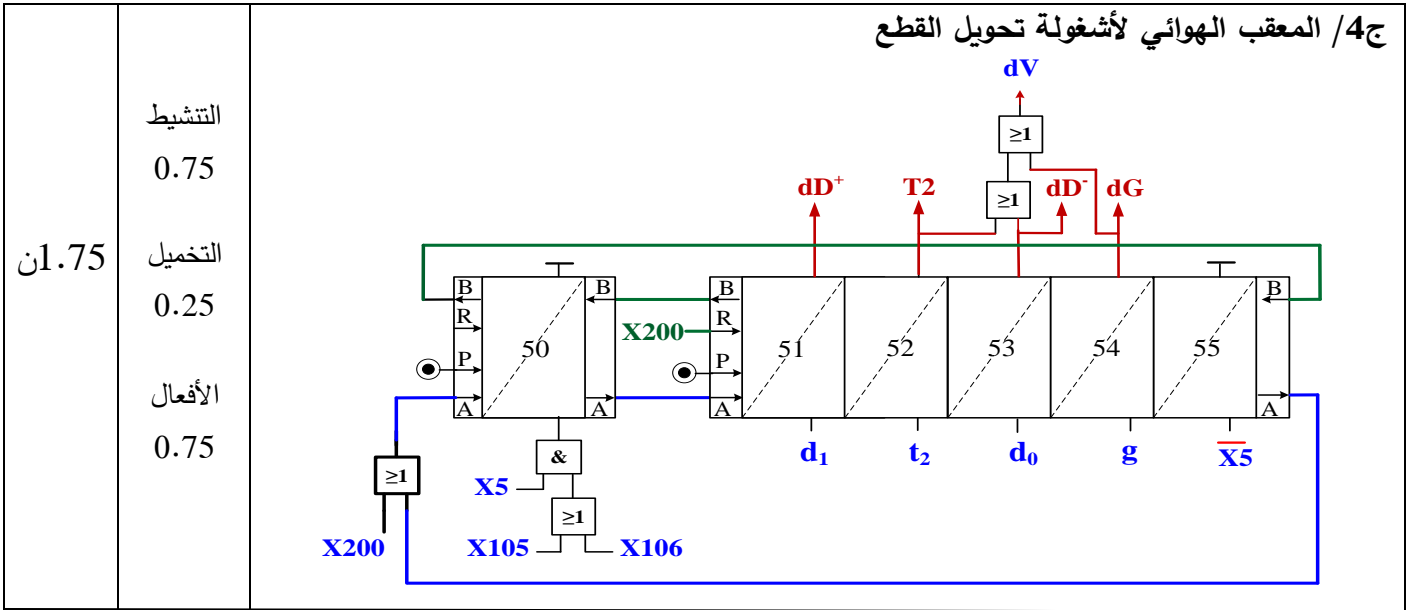 ج4/ المعقب الهوائي لأشغولة تحويل القطع
1.75ن
التنشيط
0.75
التخميل
0.25
الأفعال
0.75
dV
≥1
≥1
dD⁺ T2 dD⁻ dG
B B B B
R R
X200
50 51 52 53 54 55
P P
A A A A
d₁ t₂ d₀ g X̅5̅
&
≥1
X5
≥1
X200 X105 X106